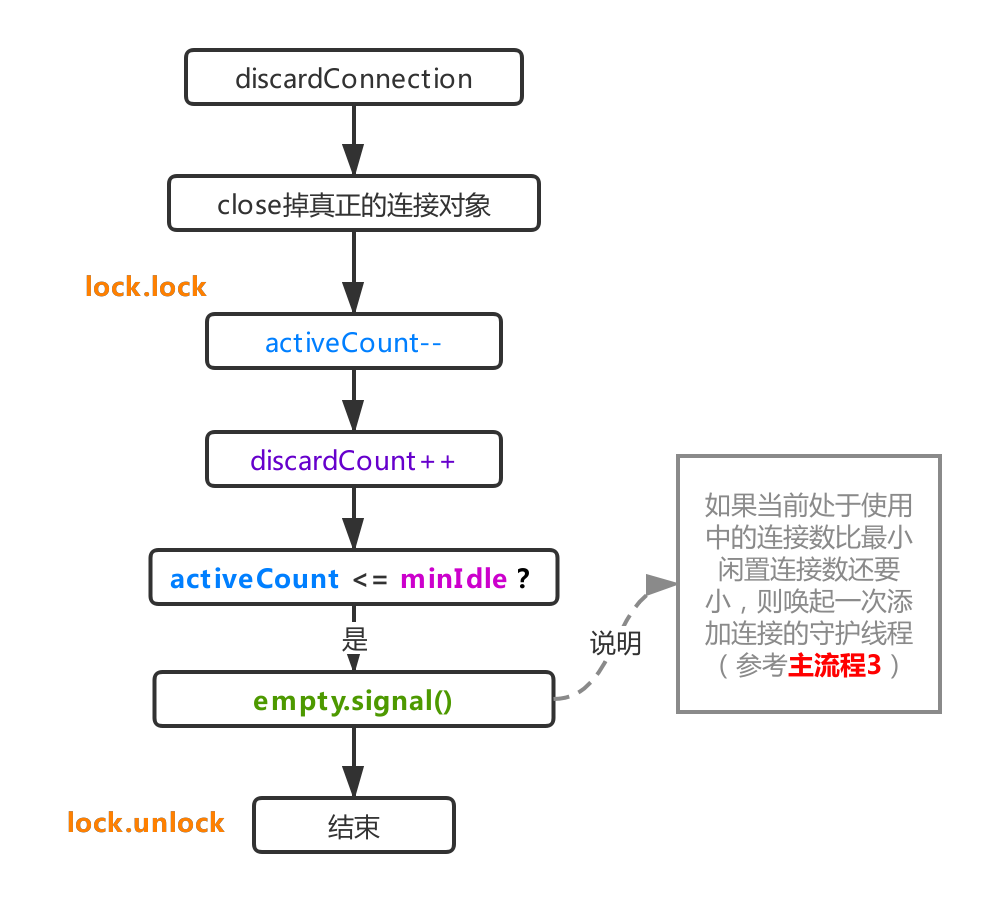 discardConnection
close掉真正的连接对象
lock.lock
activeCount--
discardCount++
activeCount <= minIdle ?
是
empty.signal()
说明
如果当前处于使用
中的连接数比最小
闲置连接数还要
小，则唤起一次添
加连接的守护线程
（参考主流程3）
lock.unlock
结束